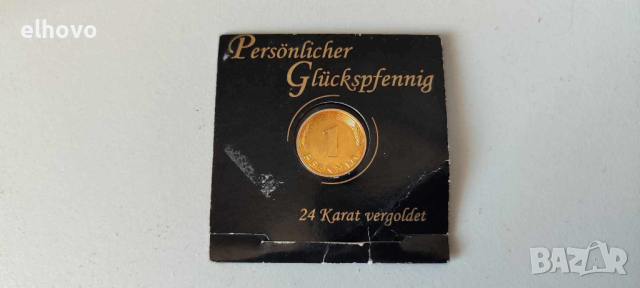 elhovo
Persönlicher
Glückspfennig
1
PFENNIG
24 Karat vergoldet
BAZAR